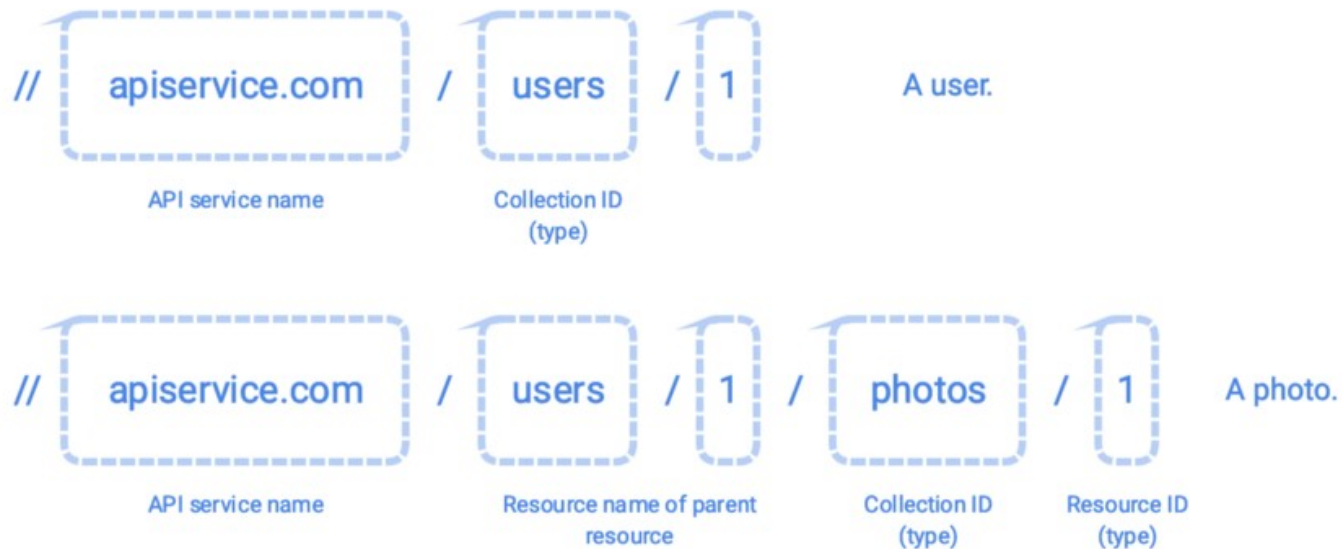 // apiservice.com / users / 1 A user.
API service name Collection ID
(type)
// apiservice.com / users / 1 / photos / 1 A photo.
API service name Resource name of parent Collection ID Resource ID
resource (type) (type)